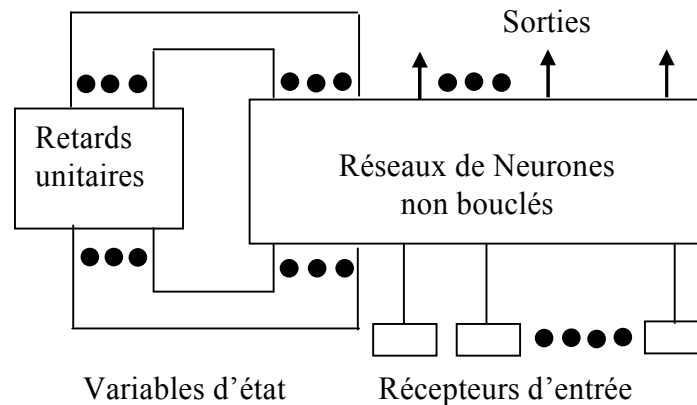 Sorties
Retards
unitaires
Réseaux de Neurones
non bouclés
Variables d’état
Récepteurs d’entrée